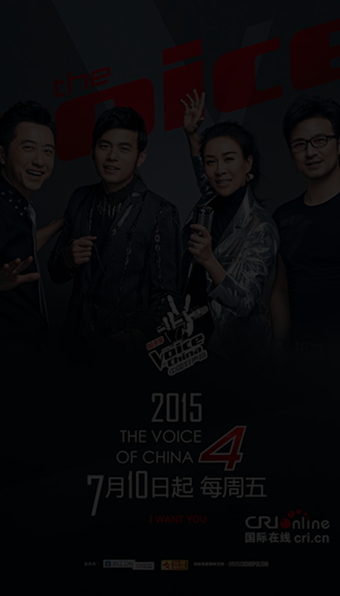 the
Voice
Voice
China
2015
THE VOICE
OF CHINA 4
7月10日起 每周五
I WANT YOU
CRI Online
国际在线 cri.cn